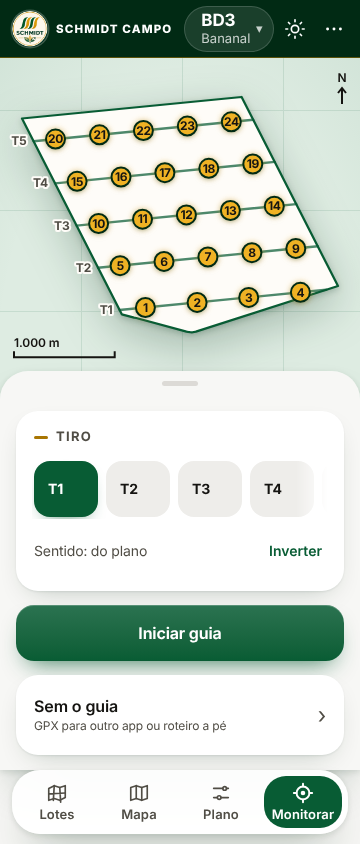 SCHMIDT
SCHMIDT CAMPO
BD3
Bananal
N
T5
20 21 22 23 24
T4
15 16 17 18 19
T3
10 11 12 13 14
T2
5 6 7 8 9
T1
1 2 3 4
1.000 m
TIRO
T1 T2 T3 T4
Sentido: do plano Inverter
Iniciar guia
Sem o guia
GPX para outro app ou roteiro a pé
Lotes Mapa Plano Monitorar